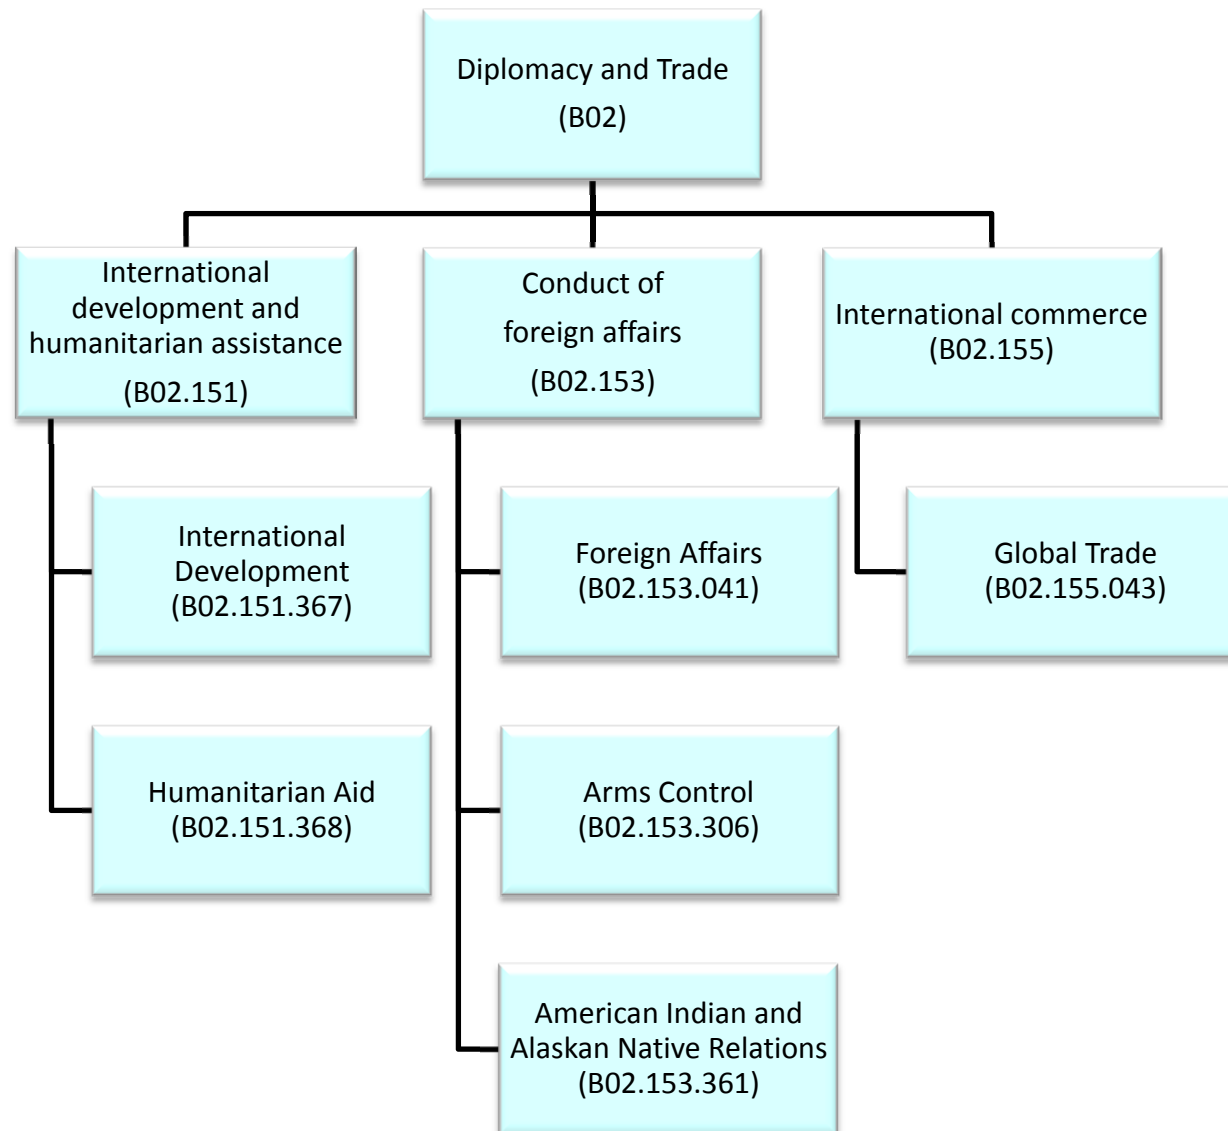 Diplomacy and Trade
(B02)
International
development and
humanitarian assistance
(B02.151)
Conduct of
foreign affairs
(B02.153)
International commerce
(B02.155)
International
Development
(B02.151.367)
Foreign Affairs
(B02.153.041)
Global Trade
(B02.155.043)
Humanitarian Aid
(B02.151.368)
Arms Control
(B02.153.306)
American Indian and
Alaskan Native Relations
(B02.153.361)